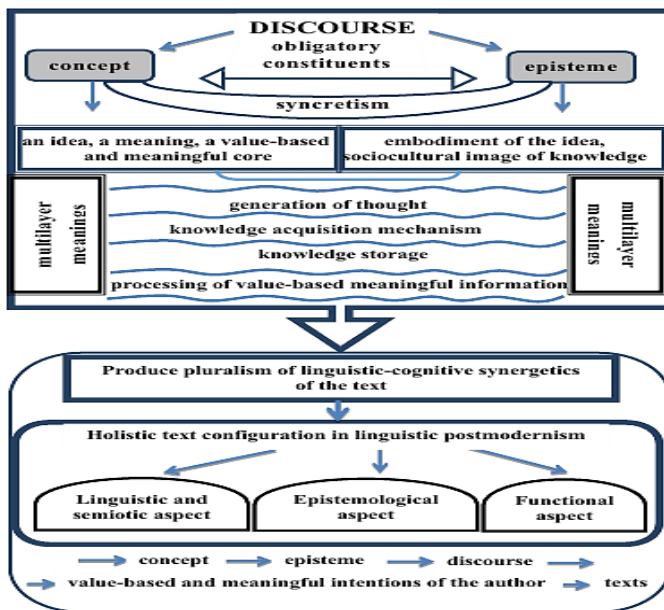 DISCOURSE
obligatory
constituents
concept
episteme
syncretism
an idea, a meaning, a value-based
and meaningful core
embodiment of the idea,
sociocultural image of knowledge
multilayer
meanings
generation of thought
knowledge acquisition mechanism
knowledge storage
processing of value-based meaningful information
multilayer
meanings
Produce pluralism of linguistic-cognitive synergetics
of the text
Holistic text configuration in linguistic postmodernism
Linguistic and
semiotic aspect
Epistemological
aspect
Functional
aspect
concept episteme discourse
value-based and meaningful intentions of the author texts